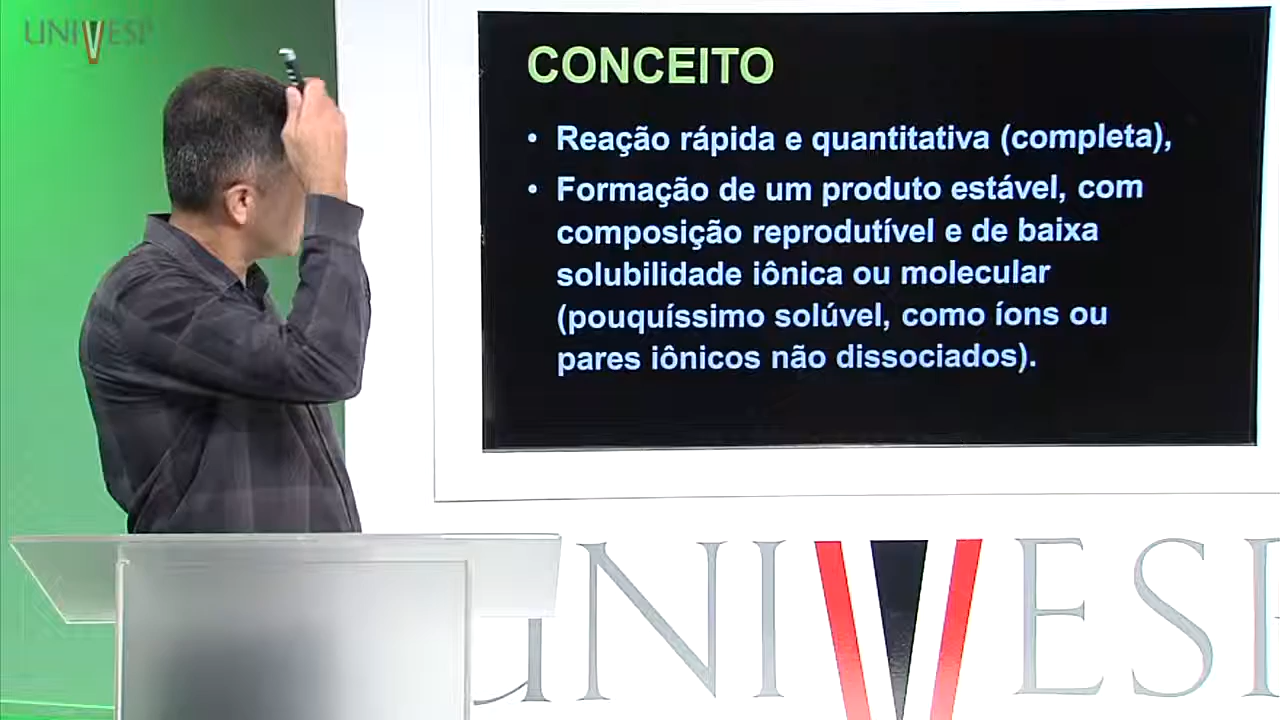 UNIVESP
CONCEITO
• Reação rápida e quantitativa (completa),
• Formação de um produto estável, com
composição reprodutível e de baixa
solubilidade iônica ou molecular
(pouquíssimo solúvel, como íons ou
pares iônicos não dissociados).
UNIVESP